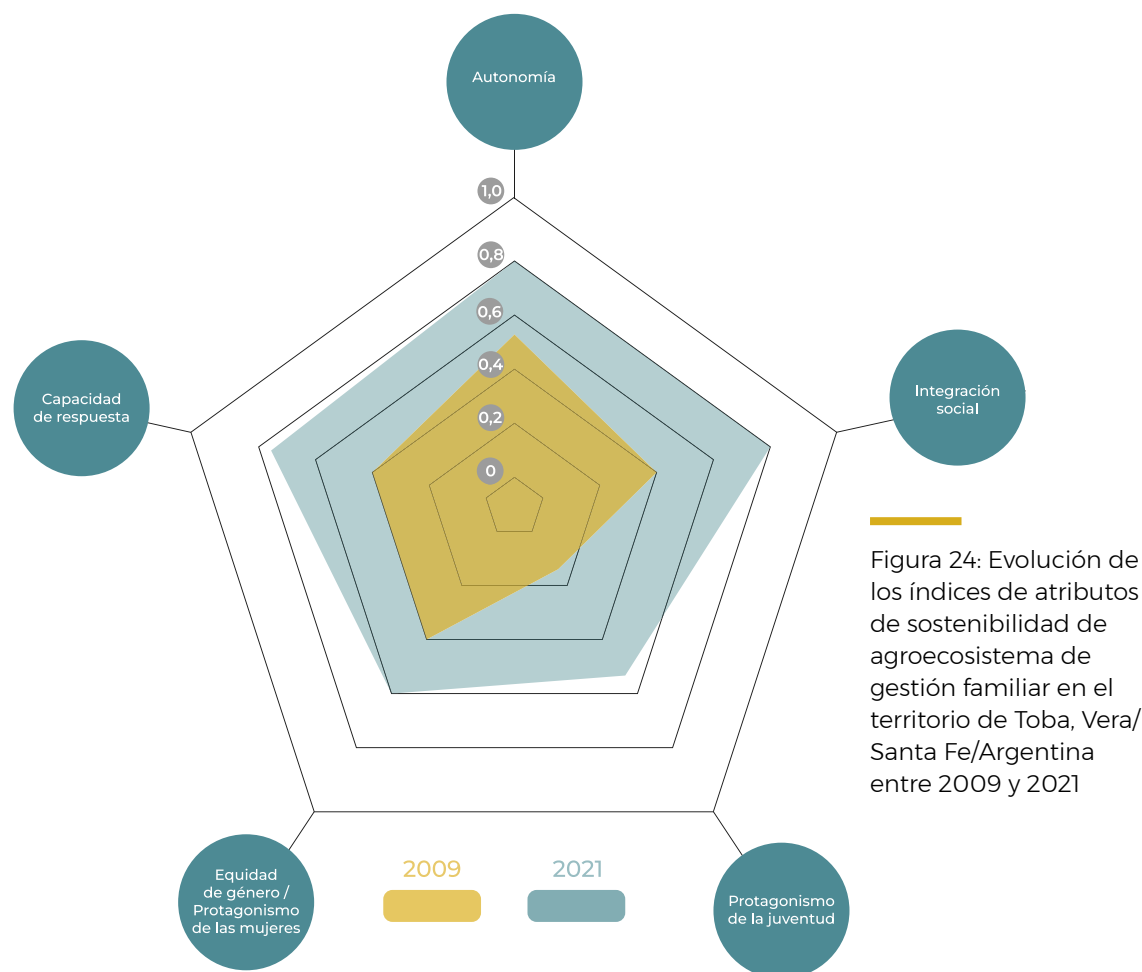 Autonomía
1,0
0,8
0,6
0,4
0,2
0
Capacidad
de respuesta
Integración
social
Figura 24: Evolución de
los índices de atributos
de sostenibilidad de
agroecosistema de
gestión familiar en el
territorio de Toba, Vera/
Santa Fe/Argentina
entre 2009 y 2021
Equidad
de género /
Protagonismo
de las mujeres
2009
2021
Protagonismo
de la juventud